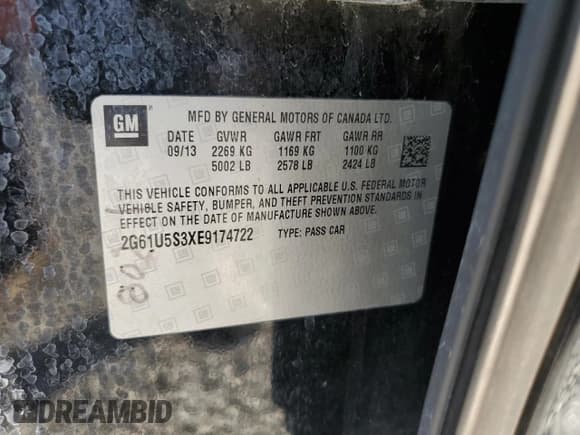 GM
MFD BY GENERAL MOTORS OF CANADA LTD.
DATE GVWR GAWR FRT GAWR RR
09/13 2269 KG 1169 KG 1100 KG
5002 LB 2578 LB 2424 LB
THIS VEHICLE CONFORMS TO ALL APPLICABLE U.S. FEDERAL MOTOR
VEHICLE SAFETY, BUMPER, AND THEFT PREVENTION STANDARDS IN
EFFECT ON THE DATE OF MANUFACTURE SHOWN ABOVE.
2G61U5S3XE9174722 TYPE: PASS CAR
DREAMBID